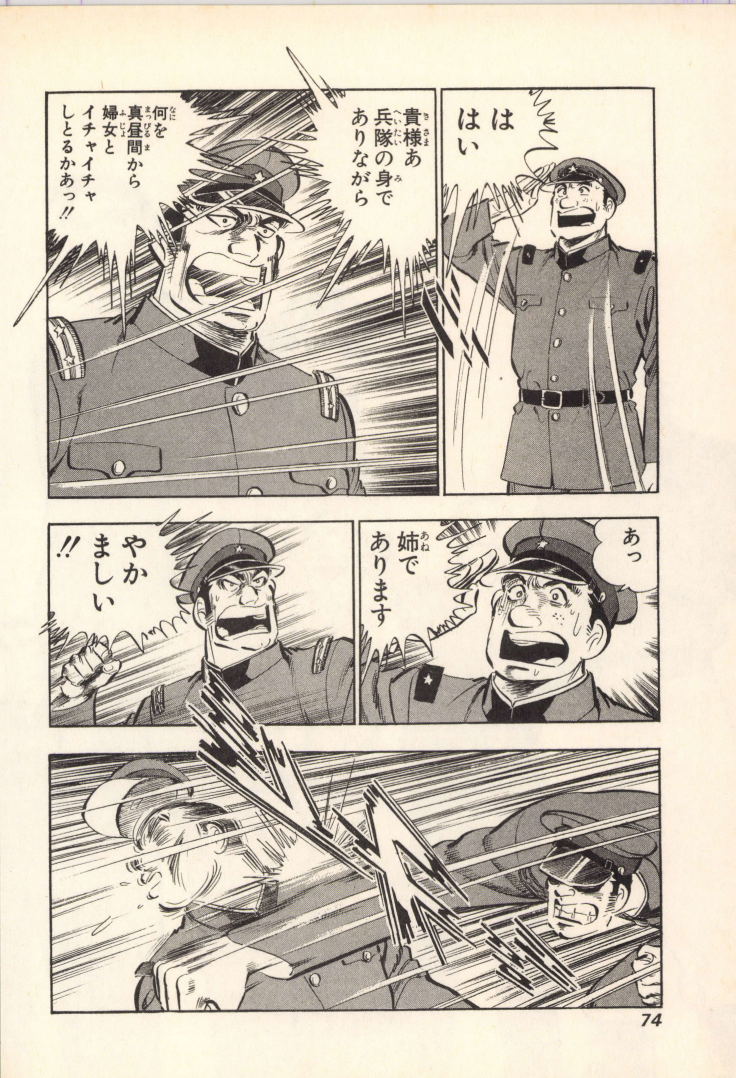 は
はい
貴様あ
兵隊の身で
ありながら
何を
真昼間から
婦女と
イチャイチャ
しとるかあっ!!
あっ
姉で
あります
やか
ましい
!!
74